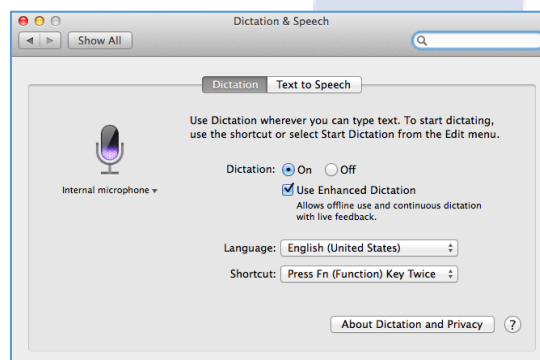 Dictation & Speech
Show All
Dictation Text to Speech
Use Dictation wherever you can type text. To start dictating,
use the shortcut or select Start Dictation from the Edit menu.
Internal microphone
Dictation: On Off
Use Enhanced Dictation
Allows offline use and continuous dictation
with live feedback.
Language: English (United States)
Shortcut: Press Fn (Function) Key Twice
About Dictation and Privacy ?